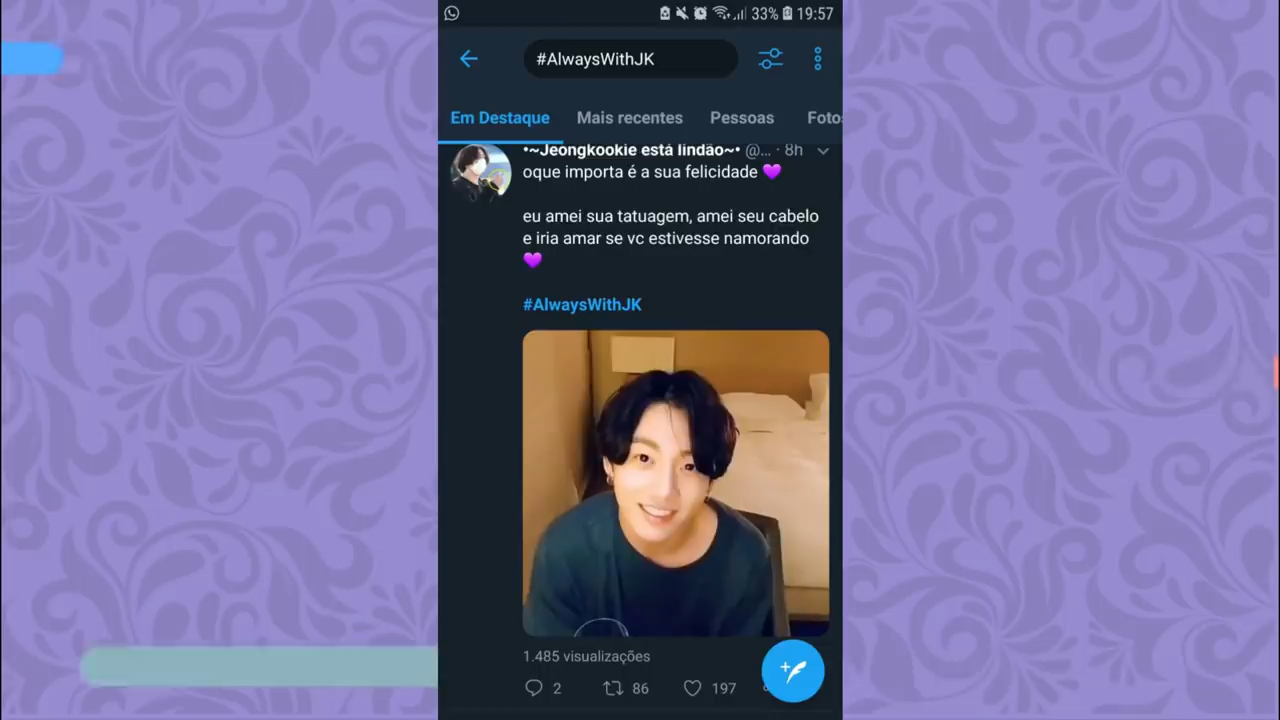 33% 19:57
#AlwaysWithJK
Em Destaque Mais recentes Pessoas Fotos
•~Jeongkookie está lindão~• @... · 8h
oque importa é a sua felicidade 💜
eu amei sua tatuagem, amei seu cabelo
e iria amar se vc estivesse namorando
💜
#AlwaysWithJK
1.485 visualizações
2 86 197